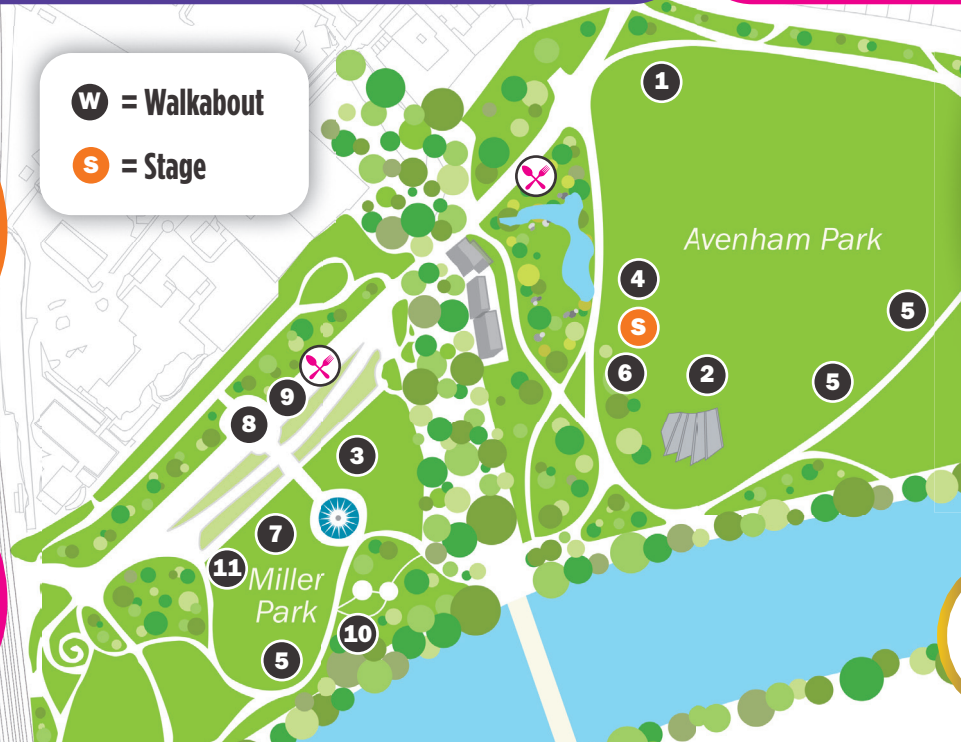 W = Walkabout
S = Stage
1
Avenham Park
4
5
S
6
2
5
9
8
3
7
11
Miller
Park
10
5